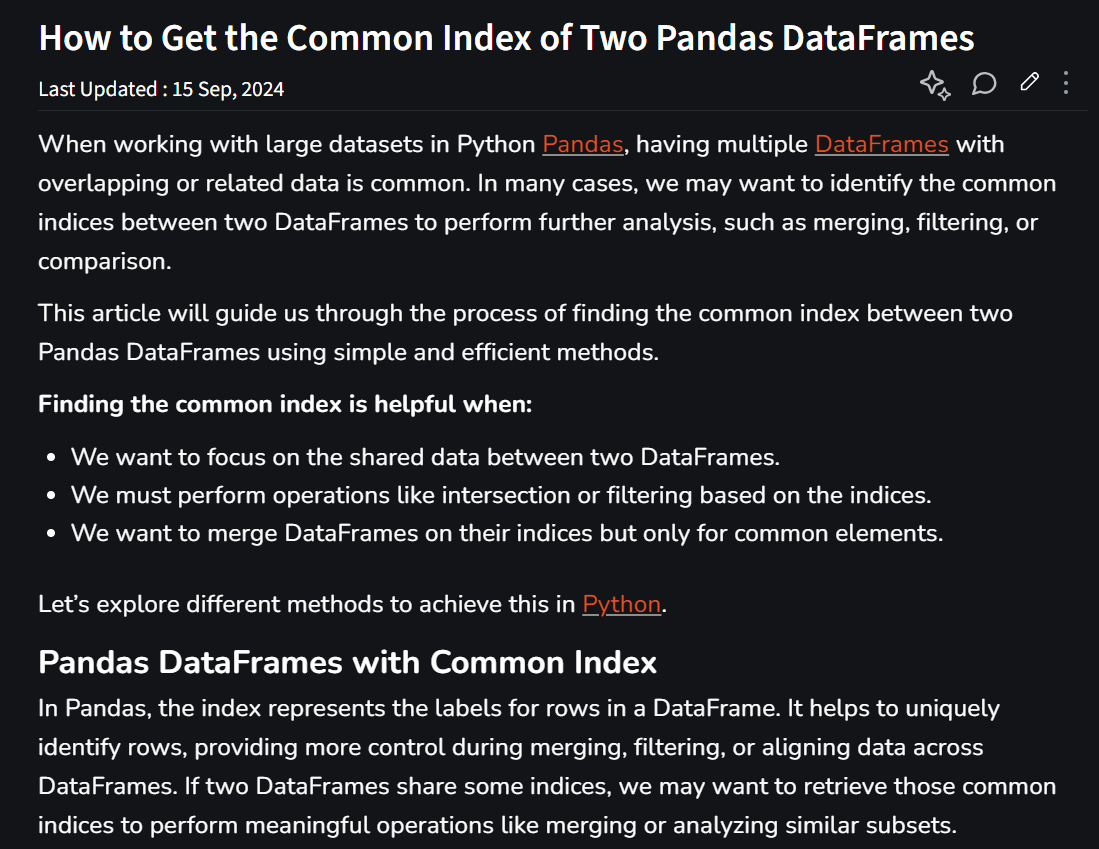 How to Get the Common Index of Two Pandas DataFrames
Last Updated : 15 Sep, 2024
When working with large datasets in Python Pandas, having multiple DataFrames with
overlapping or related data is common. In many cases, we may want to identify the common
indices between two DataFrames to perform further analysis, such as merging, filtering, or
comparison.
This article will guide us through the process of finding the common index between two
Pandas DataFrames using simple and efficient methods.
Finding the common index is helpful when:
• We want to focus on the shared data between two DataFrames.
• We must perform operations like intersection or filtering based on the indices.
• We want to merge DataFrames on their indices but only for common elements.
Let’s explore different methods to achieve this in Python.
Pandas DataFrames with Common Index
In Pandas, the index represents the labels for rows in a DataFrame. It helps to uniquely
identify rows, providing more control during merging, filtering, or aligning data across
DataFrames. If two DataFrames share some indices, we may want to retrieve those common
indices to perform meaningful operations like merging or analyzing similar subsets.